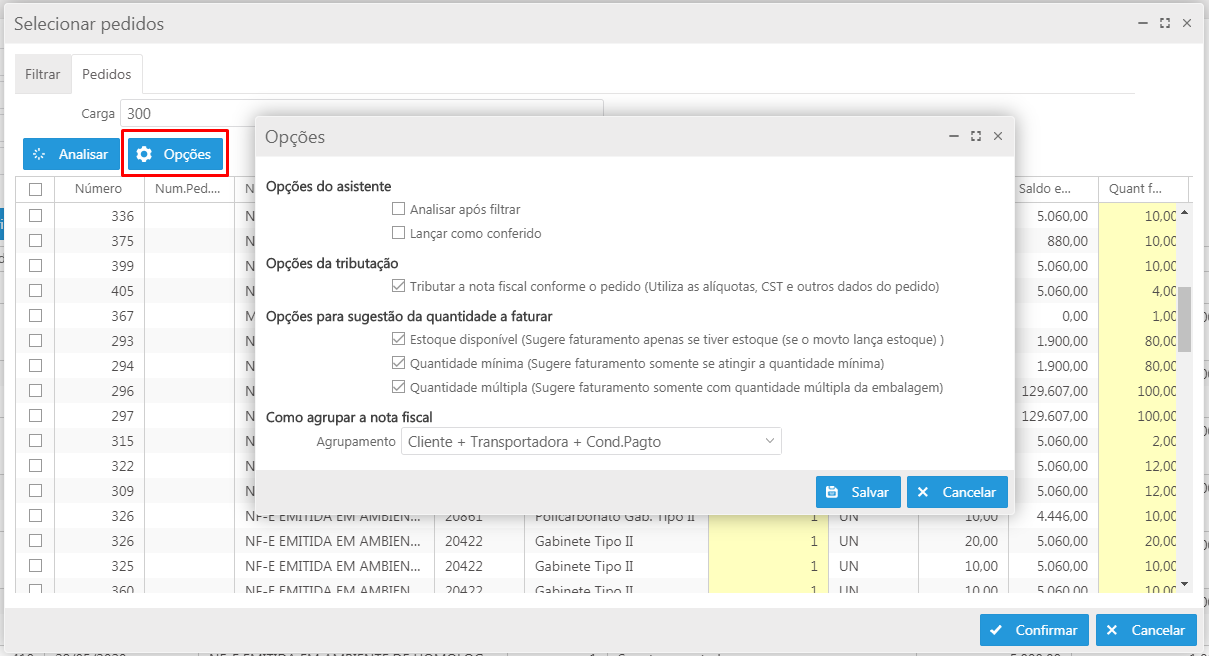 Selecionar pedidos
Filtrar Pedidos
Carga 300
Analisar Opções
Número Num.Ped.... Saldo e... Quant f...
336 5.060,00 10,00
375 880,00 10,00
399 5.060,00 10,00
405 5.060,00 4,00
367 0,00 1,00
293 1.900,00 80,00
294 1.900,00 80,00
296 129.607,00 100,00
297 129.607,00 100,00
315 5.060,00 2,00
322 5.060,00 12,00
309 5.060,00 12,00
326 NF-E EMITIDA EM AMBIEN... 20861 Policarbonato Gab. Tipo II 1 UN 10,00 4.446,00 10,00
326 NF-E EMITIDA EM AMBIEN... 20422 Gabinete Tipo II 1 UN 20,00 5.060,00 20,00
325 NF-E EMITIDA EM AMBIEN... 20422 Gabinete Tipo II 1 UN 10,00 5.060,00 10,00
360 NF-E EMITIDA EM AMBIEN... 20422 Gabinete Tipo II 1 UN 10,00 5.060,00 10,00
Opções
Opções do asistente
Analisar após filtrar
Lançar como conferido
Opções da tributação
Tributar a nota fiscal conforme o pedido (Utiliza as alíquotas, CST e outros dados do pedido)
Opções para sugestão da quantidade a faturar
Estoque disponível (Sugere faturamento apenas se tiver estoque (se o movto lança estoque) )
Quantidade mínima (Sugere faturamento somente se atingir a quantidade mínima)
Quantidade múltipla (Sugere faturamento somente com quantidade múltipla da embalagem)
Como agrupar a nota fiscal
Agrupamento Cliente + Transportadora + Cond.Pagto
Salvar Cancelar
Confirmar Cancelar